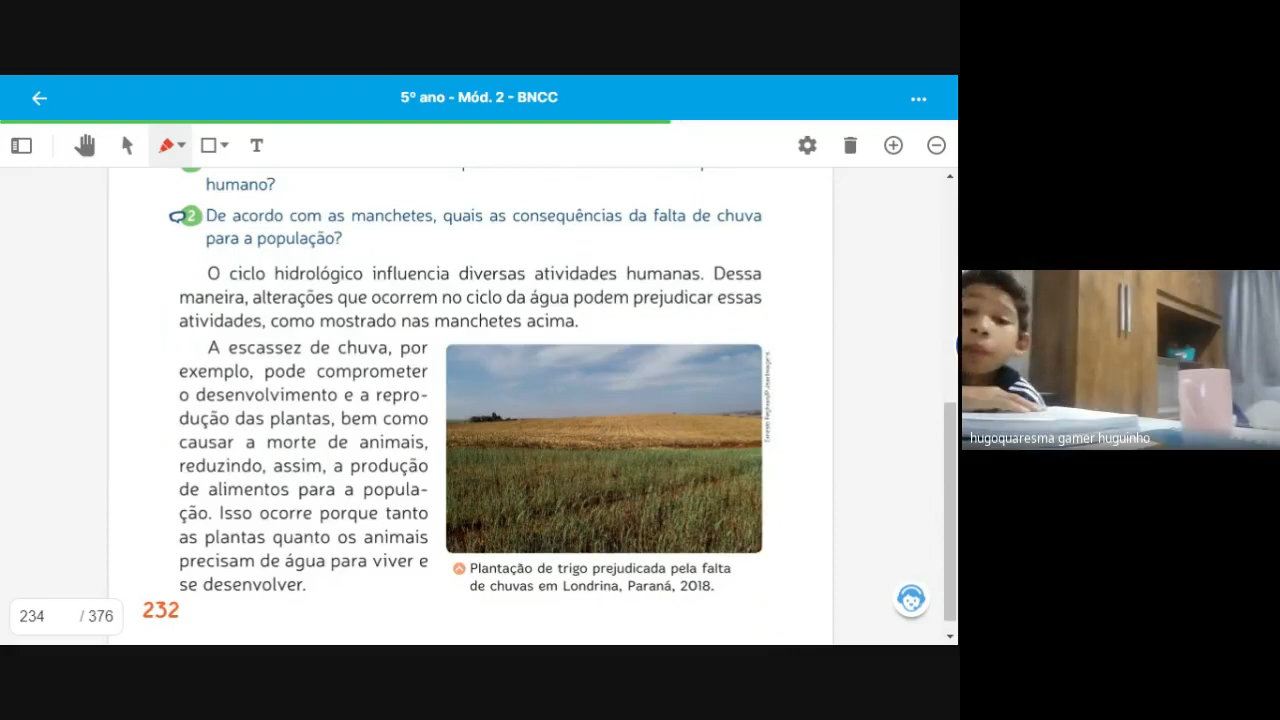 5º ano - Mód. 2 - BNCC
T
humano?
2 De acordo com as manchetes, quais as consequências da falta de chuva
para a população?
O ciclo hidrológico influencia diversas atividades humanas. Dessa
maneira, alterações que ocorrem no ciclo da água podem prejudicar essas
atividades, como mostrado nas manchetes acima.
A escassez de chuva, por
exemplo, pode comprometer
o desenvolvimento e a repro-
dução das plantas, bem como
causar a morte de animais,
reduzindo, assim, a produção
de alimentos para a popula-
ção. Isso ocorre porque tanto
as plantas quanto os animais
precisam de água para viver e
se desenvolver.
Plantação de trigo prejudicada pela falta
de chuvas em Londrina, Paraná, 2018.
234 / 376
232
hugoquaresma gamer huguinho